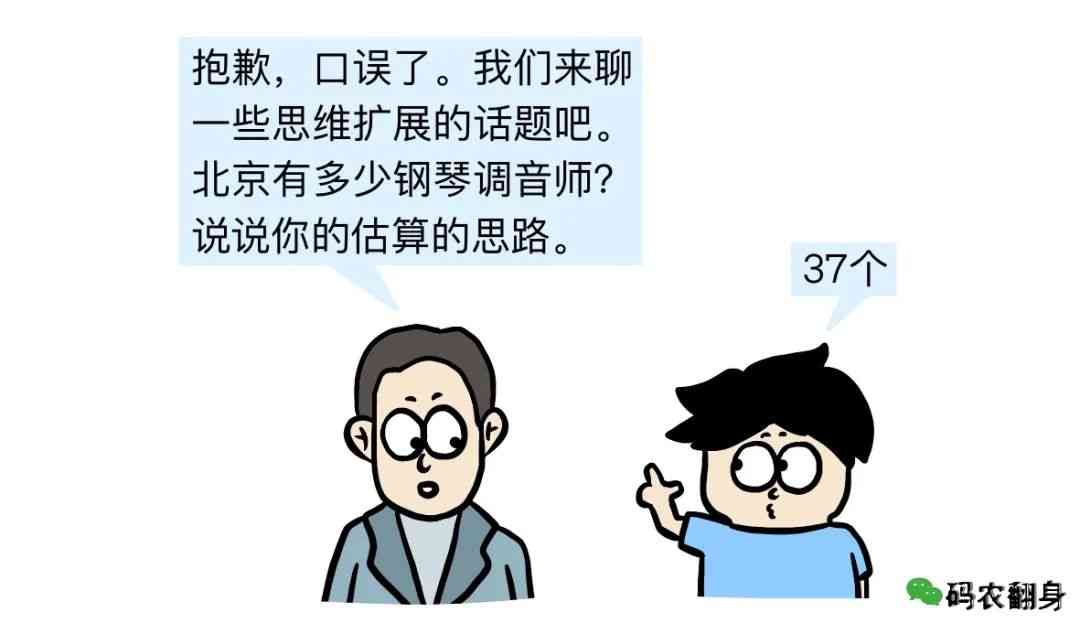 抱歉，口误了。我们来聊
一些思维扩展的话题吧。
北京有多少钢琴调音师？
说说你的估算的思路。
37个
码农翻身